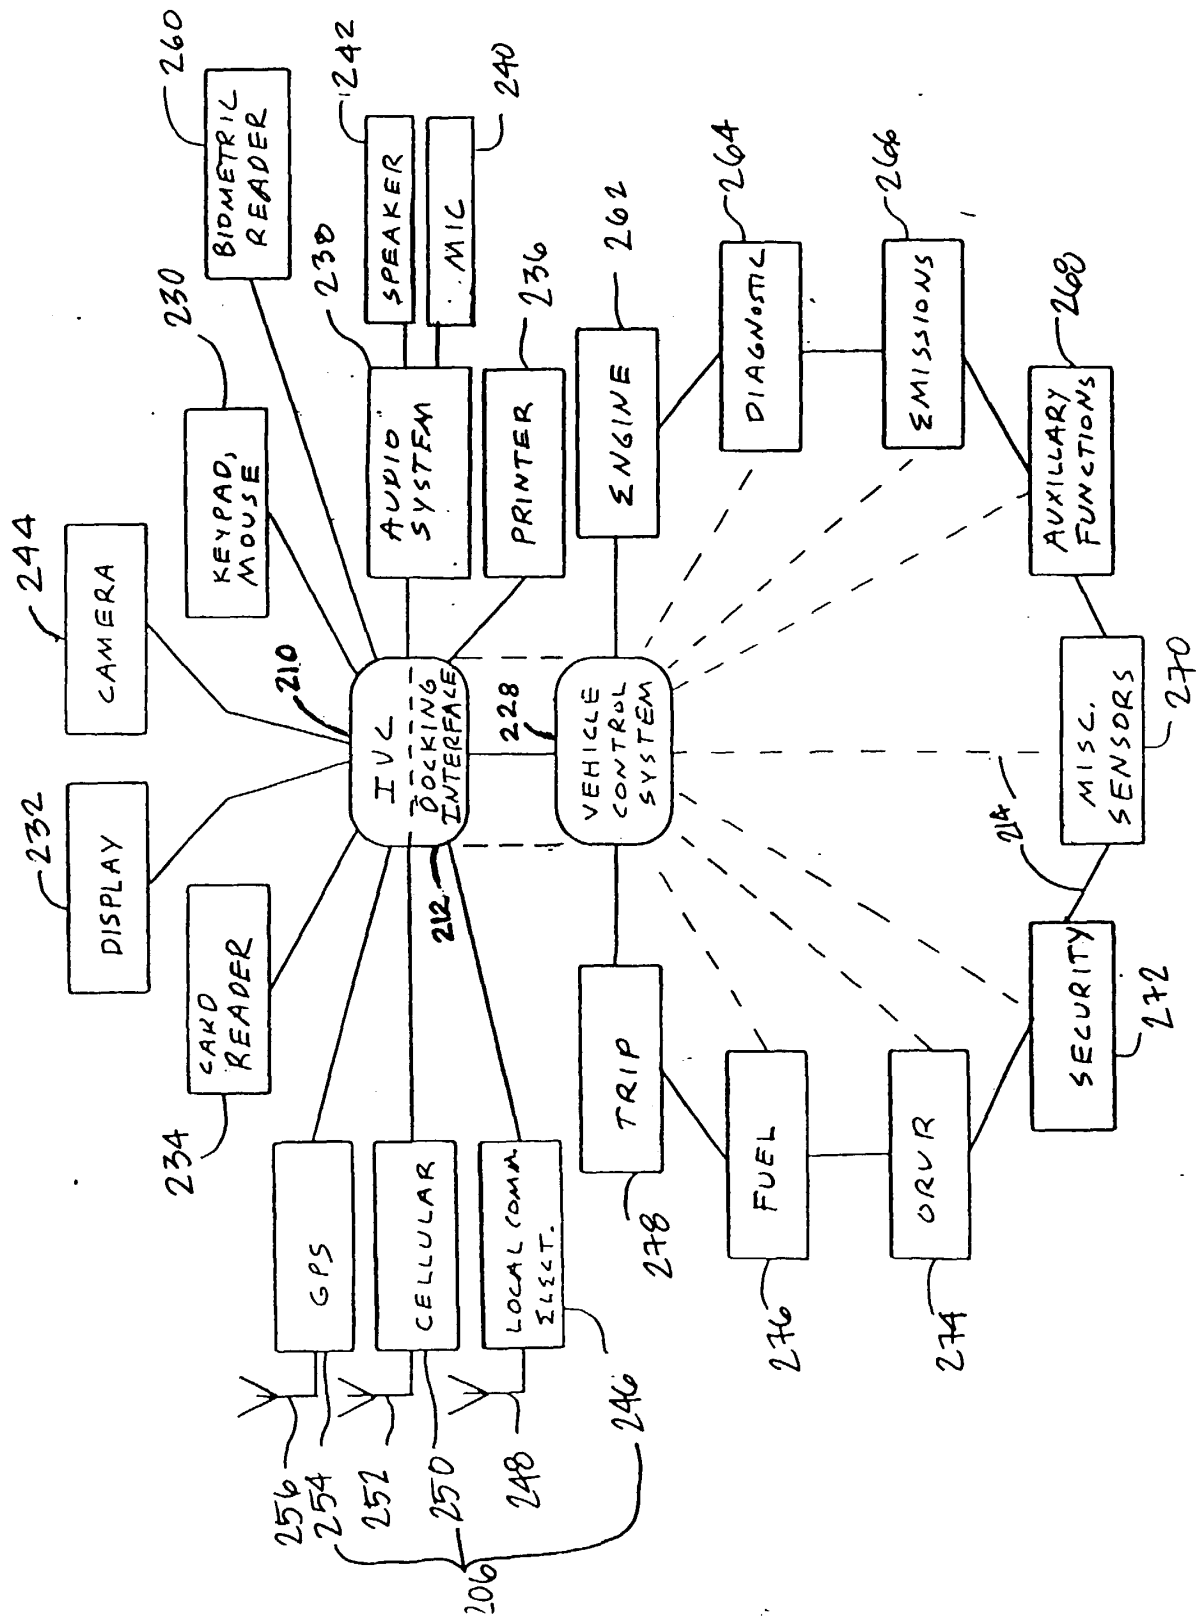 244
CAMERA
232
DISPLAY
260
BIOMETRIC
READER
230
KEYPAD,
MOUSE
CARD
READER
234
242
SPEAKER
240
MIC
238
AUDIO
SYSTEM
236
PRINTER
210
IVC
DOCKING
INTERFACE
212
228
VEHICLE
CONTROL
SYSTEM
256
254
GPS
252
250
CELLULAR
248
246
LOCAL COMM.
ELECT.
206
262
ENGINE
264
DIAGNOSTIC
266
EMISSIONS
268
AUXILLARY
FUNCTIONS
270
MISC.
SENSORS
214
272
SECURITY
274
ORVR
276
FUEL
278
TRIP